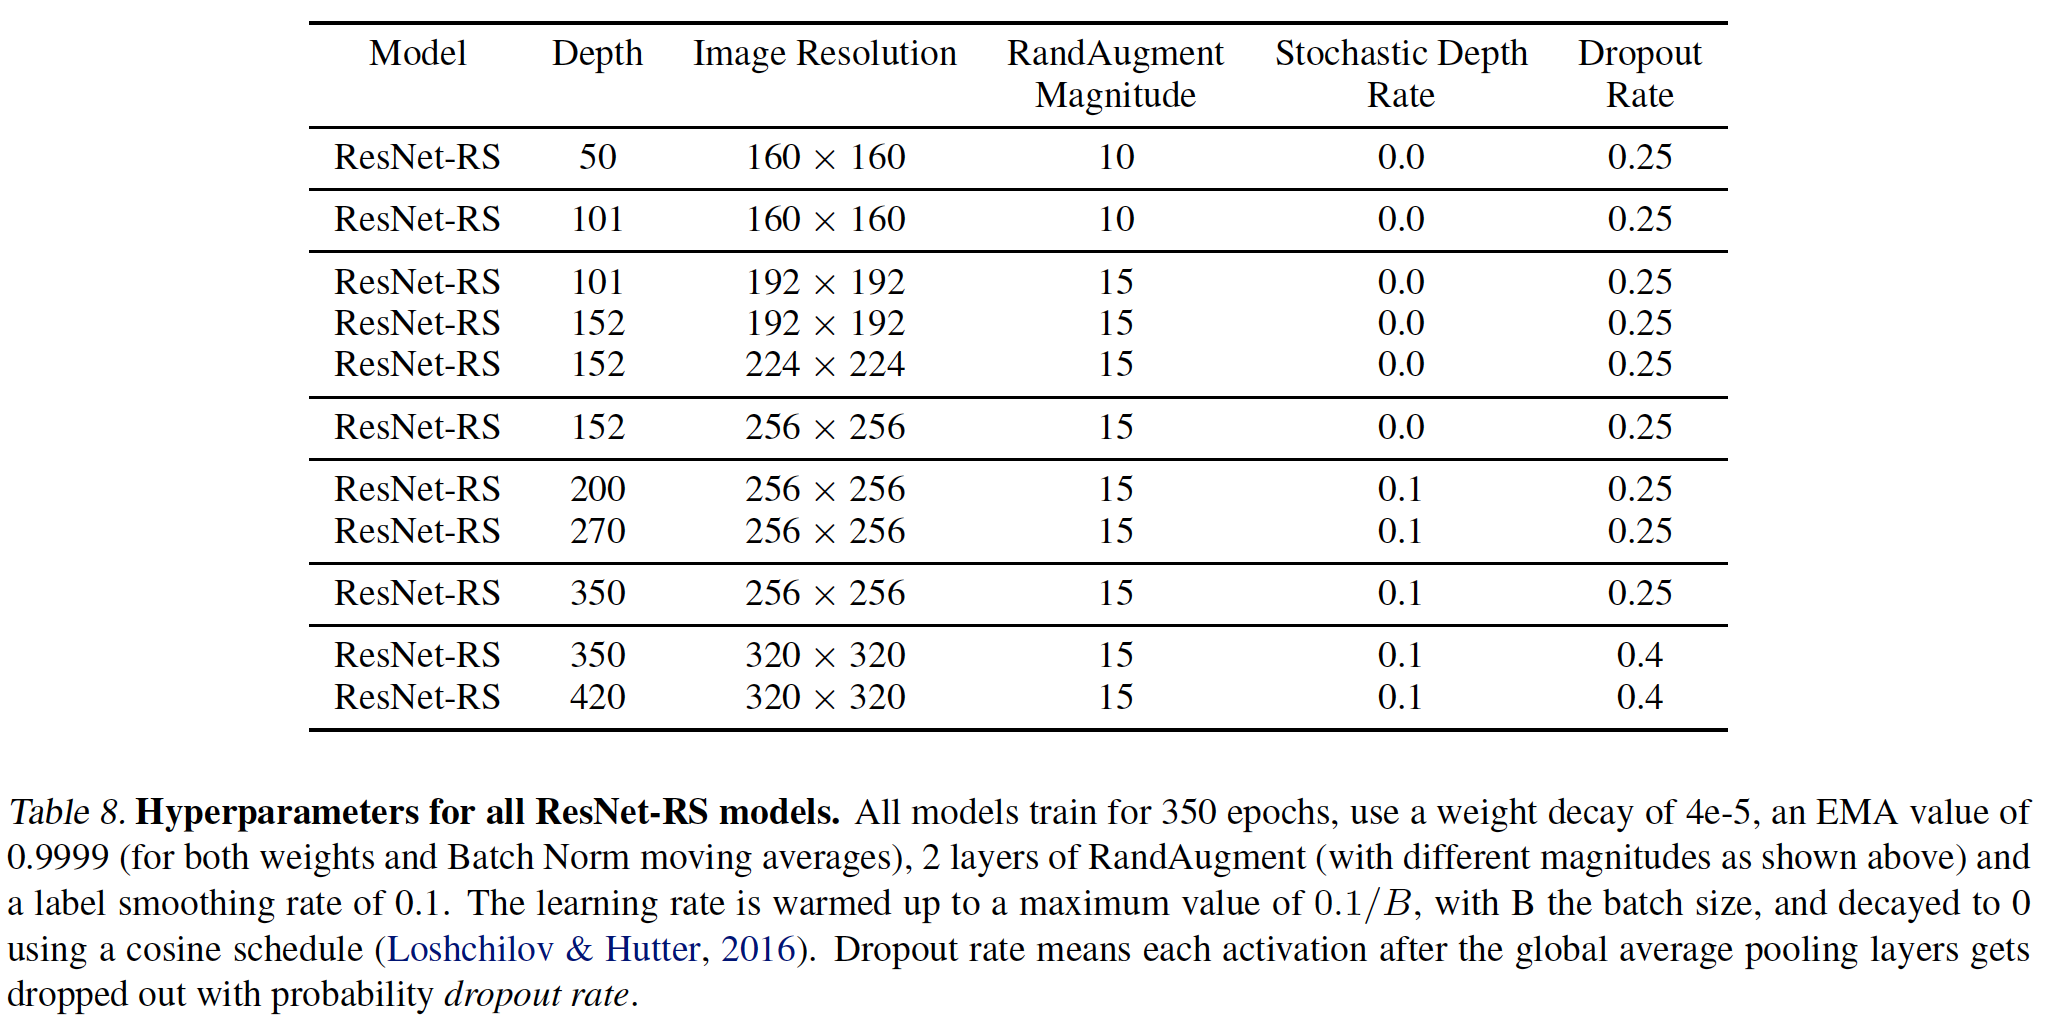 Model Depth Image Resolution RandAugment Stochastic Depth Dropout
Magnitude Rate Rate
ResNet-RS 50 160 × 160 10 0.0 0.25
ResNet-RS 101 160 × 160 10 0.0 0.25
ResNet-RS 101 192 × 192 15 0.0 0.25
ResNet-RS 152 192 × 192 15 0.0 0.25
ResNet-RS 152 224 × 224 15 0.0 0.25
ResNet-RS 152 256 × 256 15 0.0 0.25
ResNet-RS 200 256 × 256 15 0.1 0.25
ResNet-RS 270 256 × 256 15 0.1 0.25
ResNet-RS 350 256 × 256 15 0.1 0.25
ResNet-RS 350 320 × 320 15 0.1 0.4
ResNet-RS 420 320 × 320 15 0.1 0.4
Table 8. Hyperparameters for all ResNet-RS models. All models train for 350 epochs, use a weight decay of 4e-5, an EMA value of
0.9999 (for both weights and Batch Norm moving averages), 2 layers of RandAugment (with different magnitudes as shown above) and
a label smoothing rate of 0.1. The learning rate is warmed up to a maximum value of 0.1/B, with B the batch size, and decayed to 0
using a cosine schedule (Loshchilov & Hutter, 2016). Dropout rate means each activation after the global average pooling layers gets
dropped out with probability dropout rate.